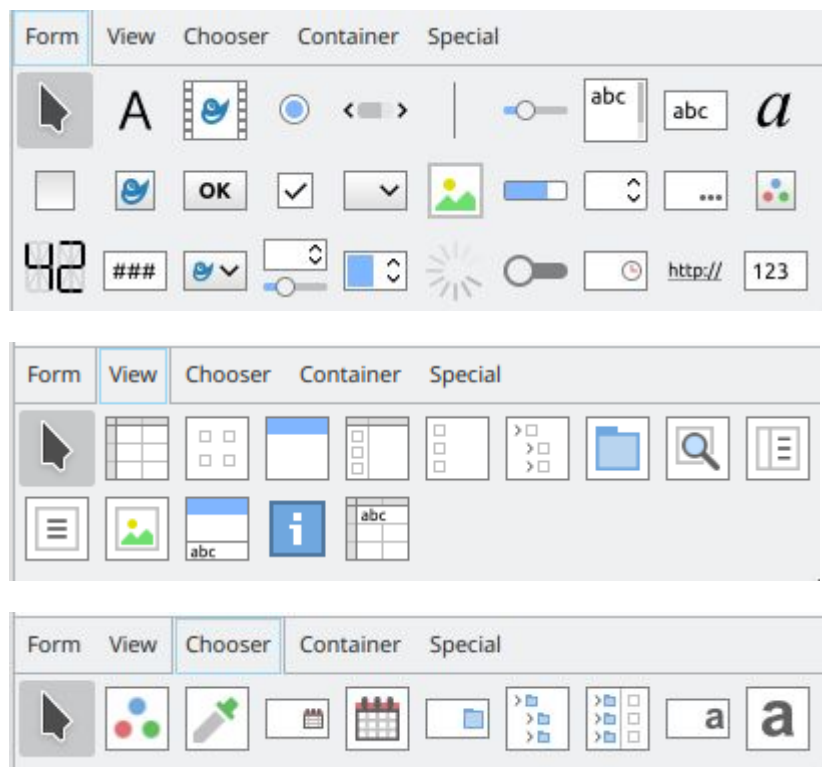 Form View Chooser Container Special
A abc abc a
OK ...
42 ### http:// 123
Form View Chooser Container Special
abc
abc
Form View Chooser Container Special
a a